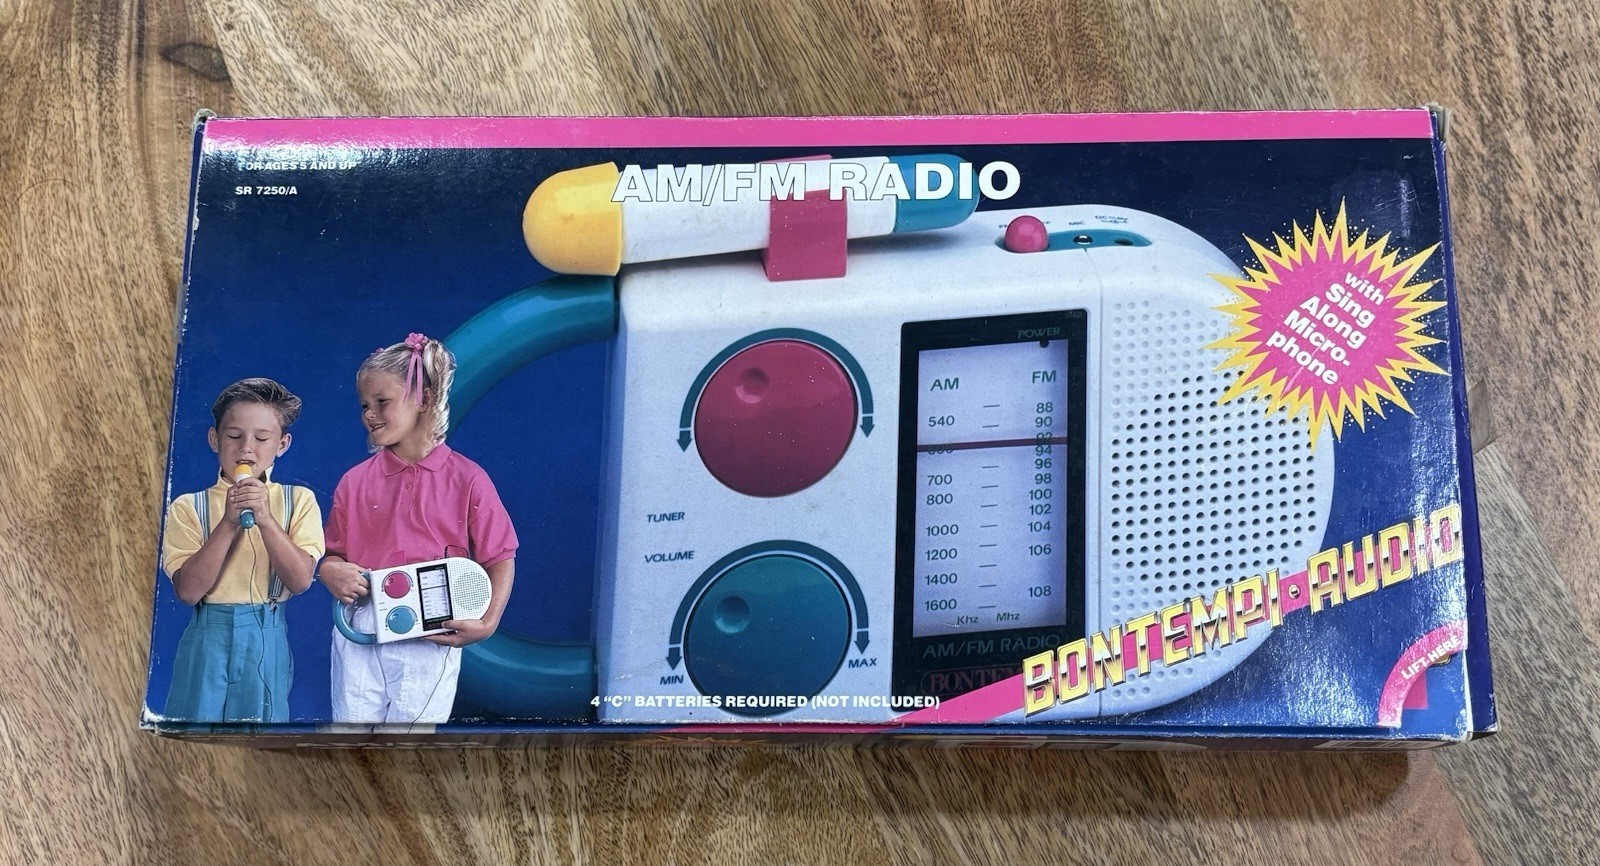 FOR AGES 5 AND UP
SR 7250/A
AM/FM RADIO
MIC
with
Sing
Along
Micro-
phone
POWER
AM FM
88
540 90
92
600 94
96
700 98
800 100
102
1000 104
1200 106
1400
1600 108
Khz Mhz
AM/FM RADIO
TUNER
VOLUME
MIN
MAX
4 “C” BATTERIES REQUIRED (NOT INCLUDED)
BONTEMPI•AUDIO
LIFT HERE